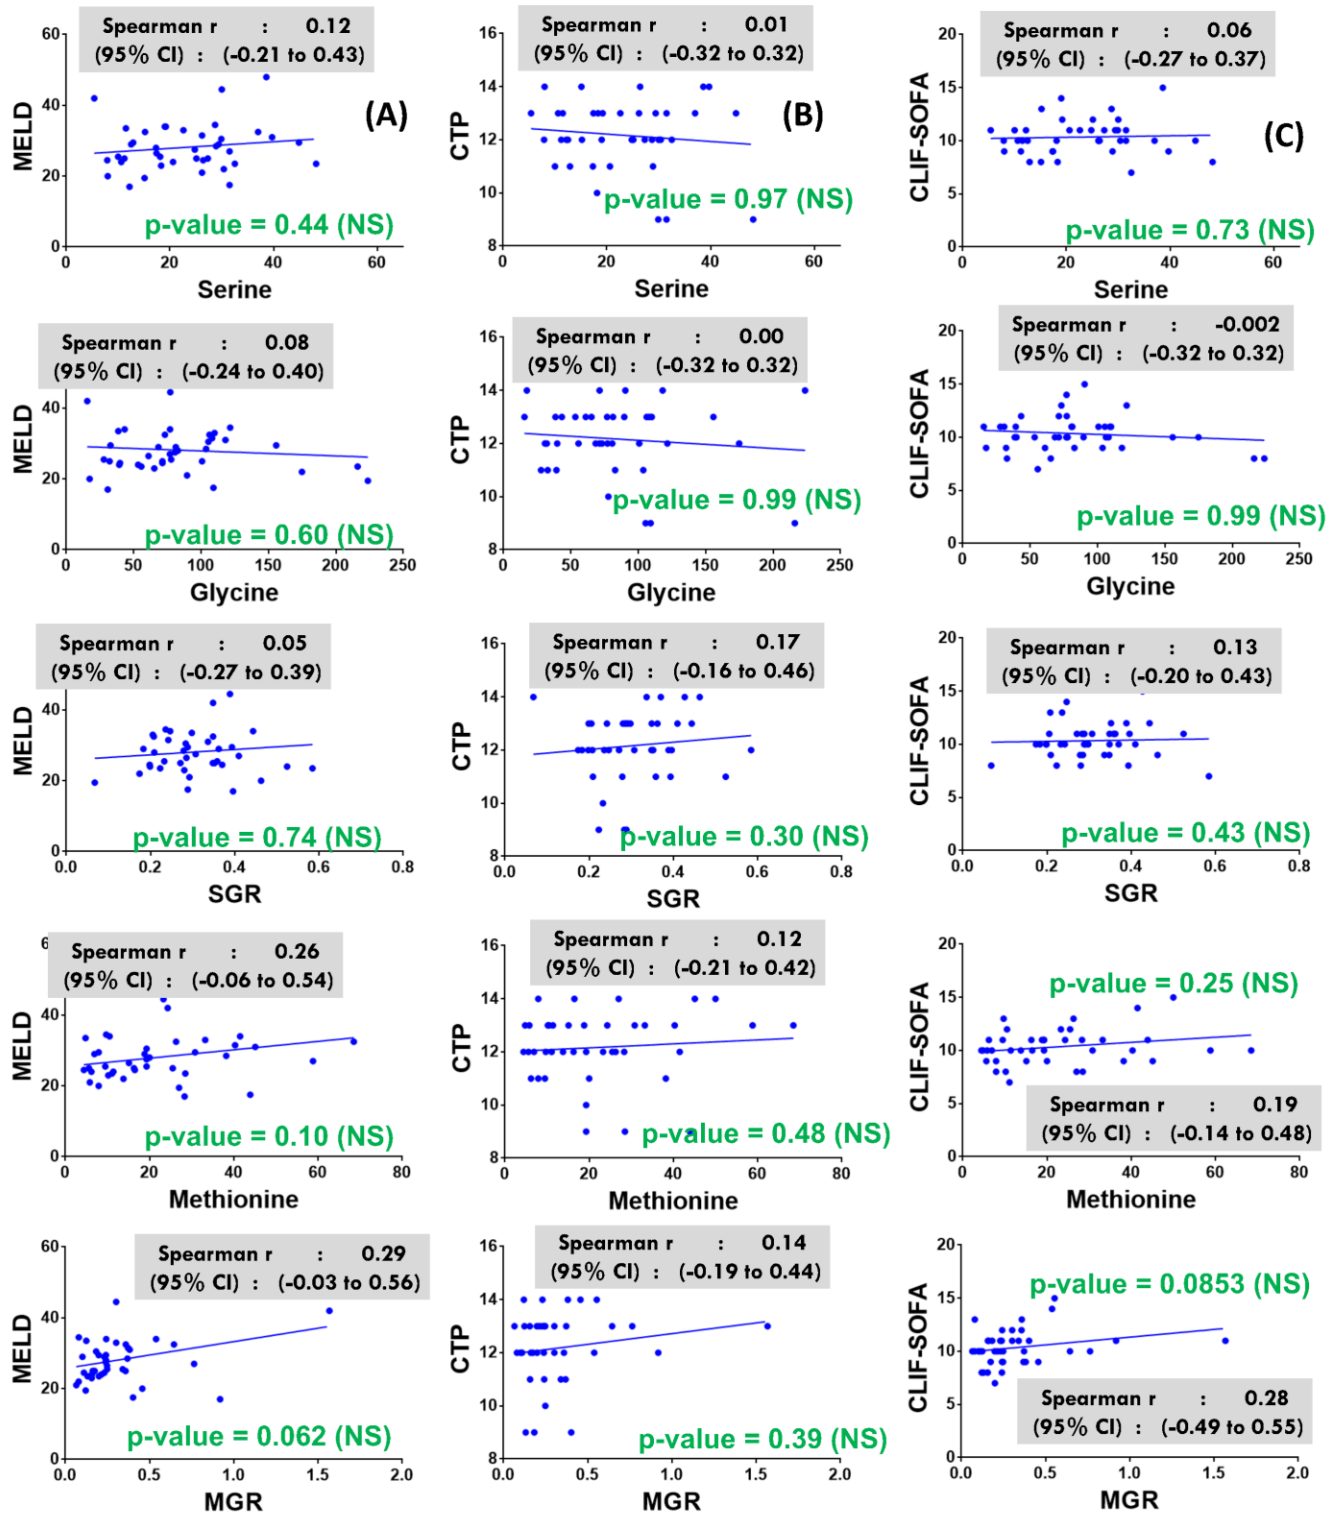 Spearman r : 0.12
(95% CI) : (-0.21 to 0.43)
(A)
MELD
60
40
20
0
p-value = 0.44 (NS)
0 20 40 60
Serine
Spearman r : 0.01
(95% CI) : (-0.32 to 0.32)
(B)
CTP
16
14
12
10
8
p-value = 0.97 (NS)
0 20 40 60
Serine
Spearman r : 0.06
(95% CI) : (-0.27 to 0.37)
(C)
CLIF-SOFA
20
15
10
5
0
p-value = 0.73 (NS)
0 20 40 60
Serine
Spearman r : 0.08
(95% CI) : (-0.24 to 0.40)
MELD
40
20
0
p-value = 0.60 (NS)
0 50 100 150 200 250
Glycine
Spearman r : 0.00
(95% CI) : (-0.32 to 0.32)
CTP
16
14
12
10
8
p-value = 0.99 (NS)
0 50 100 150 200 250
Glycine
Spearman r : -0.002
(95% CI) : (-0.32 to 0.32)
CLIF-SOFA
20
15
10
5
0
p-value = 0.99 (NS)
0 50 100 150 200 250
Glycine
Spearman r : 0.05
(95% CI) : (-0.27 to 0.39)
MELD
40
20
0
p-value = 0.74 (NS)
0.0 0.2 0.4 0.6 0.8
SGR
Spearman r : 0.17
(95% CI) : (-0.16 to 0.46)
CTP
16
14
12
10
8
p-value = 0.30 (NS)
0.0 0.2 0.4 0.6 0.8
SGR
Spearman r : 0.13
(95% CI) : (-0.20 to 0.43)
CLIF-SOFA
20
15
10
5
0
p-value = 0.43 (NS)
0.0 0.2 0.4 0.6 0.8
SGR
Spearman r : 0.26
(95% CI) : (-0.06 to 0.54)
MELD
40
20
0
p-value = 0.10 (NS)
0 20 40 60 80
Methionine
Spearman r : 0.12
(95% CI) : (-0.21 to 0.42)
CTP
16
14
12
10
8
p-value = 0.48 (NS)
0 20 40 60 80
Methionine
p-value = 0.25 (NS)
CLIF-SOFA
20
15
10
5
0
Spearman r : 0.19
(95% CI) : (-0.14 to 0.48)
0 20 40 60 80
Methionine
Spearman r : 0.29
(95% CI) : (-0.03 to 0.56)
MELD
60
40
20
0
p-value = 0.062 (NS)
0.0 0.5 1.0 1.5 2.0
MGR
Spearman r : 0.14
(95% CI) : (-0.19 to 0.44)
CTP
16
14
12
10
8
p-value = 0.39 (NS)
0.0 0.5 1.0 1.5 2.0
MGR
p-value = 0.0853 (NS)
CLIF-SOFA
20
15
10
5
0
Spearman r : 0.28
(95% CI) : (-0.49 to 0.55)
0.0 0.5 1.0 1.5 2.0
MGR